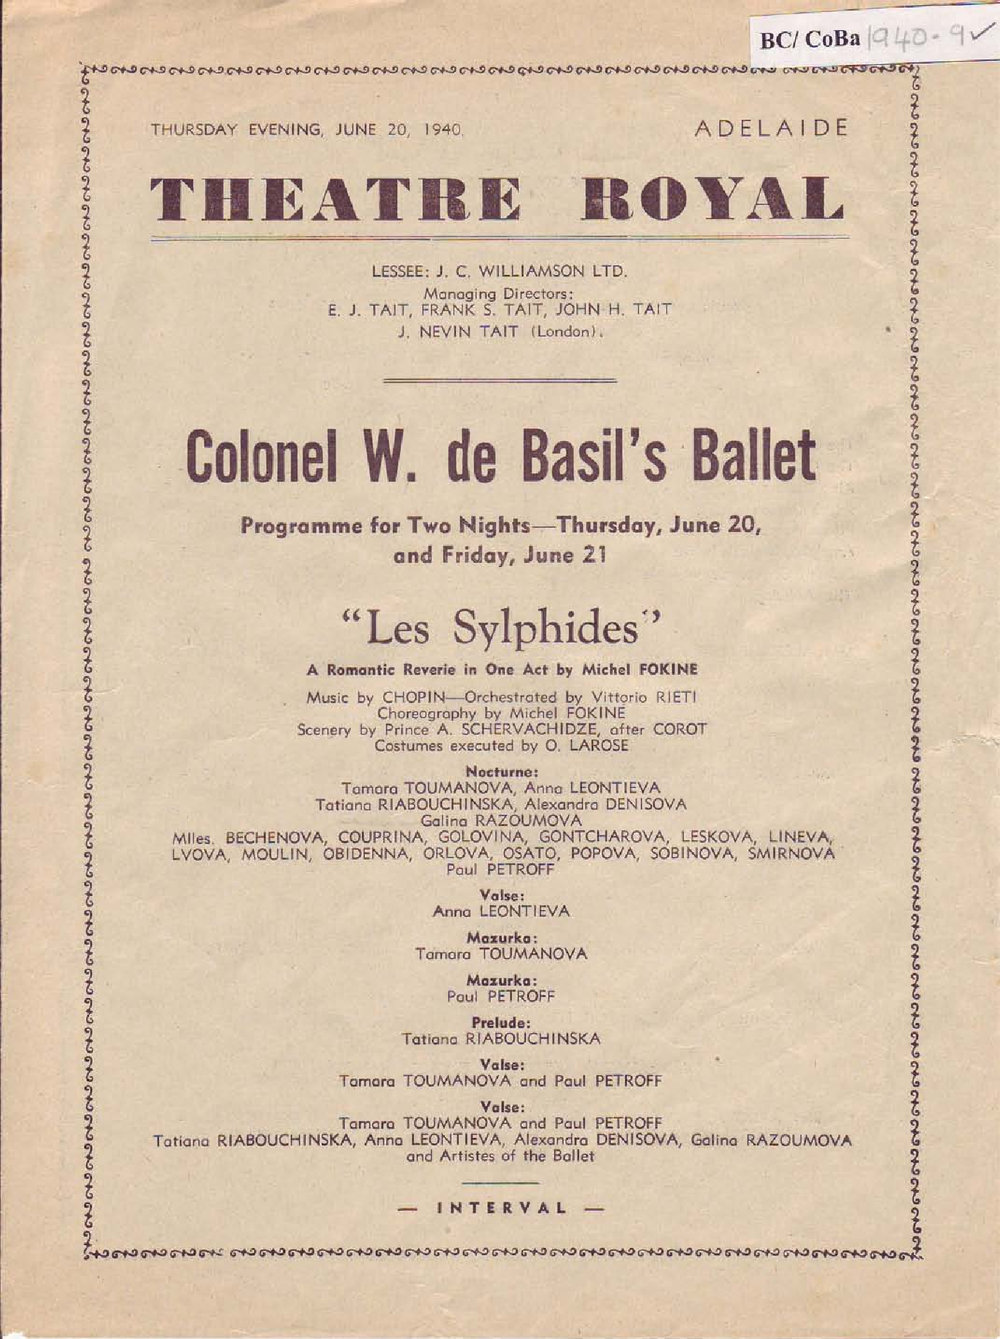 BC/ CoBa 1940-9 ✓
THURSDAY EVENING, JUNE 20, 1940.
ADELAIDE
THEATRE ROYAL
LESSEE: J. C. WILLIAMSON LTD.
Managing Directors:
E. J. TAIT, FRANK S. TAIT, JOHN H. TAIT
J. NEVIN TAIT (London).
Colonel W. de Basil's Ballet
Programme for Two Nights—Thursday, June 20,
and Friday, June 21
"Les Sylphides"
A Romantic Reverie in One Act by Michel FOKINE
Music by CHOPIN—Orchestrated by Vittorio RIETI
Choreography by Michel FOKINE
Scenery by Prince A. SCHERVACHIDZE, after COROT
Costumes executed by O. LAROSE
Nocturne:
Tamara TOUMANOVA, Anna LEONTIEVA
Tatiana RIABOUCHINSKA, Alexandra DENISOVA
Galina RAZOUMOVA
Mlles. BECHENOVA, COUPRINA, GOLOVINA, GONTCHAROVA, LESKOVA, LINEVA,
LVOVA, MOULIN, OBIDENNA, ORLOVA, OSATO, POPOVA, SOBINOVA, SMIRNOVA
Paul PETROFF
Valse:
Anna LEONTIEVA
Mazurka:
Tamara TOUMANOVA
Mazurka:
Paul PETROFF
Prelude:
Tatiana RIABOUCHINSKA
Valse:
Tamara TOUMANOVA and Paul PETROFF
Valse:
Tamara TOUMANOVA and Paul PETROFF
Tatiana RIABOUCHINSKA, Anna LEONTIEVA, Alexandra DENISOVA, Galina RAZOUMOVA
and Artistes of the Ballet
— INTERVAL —